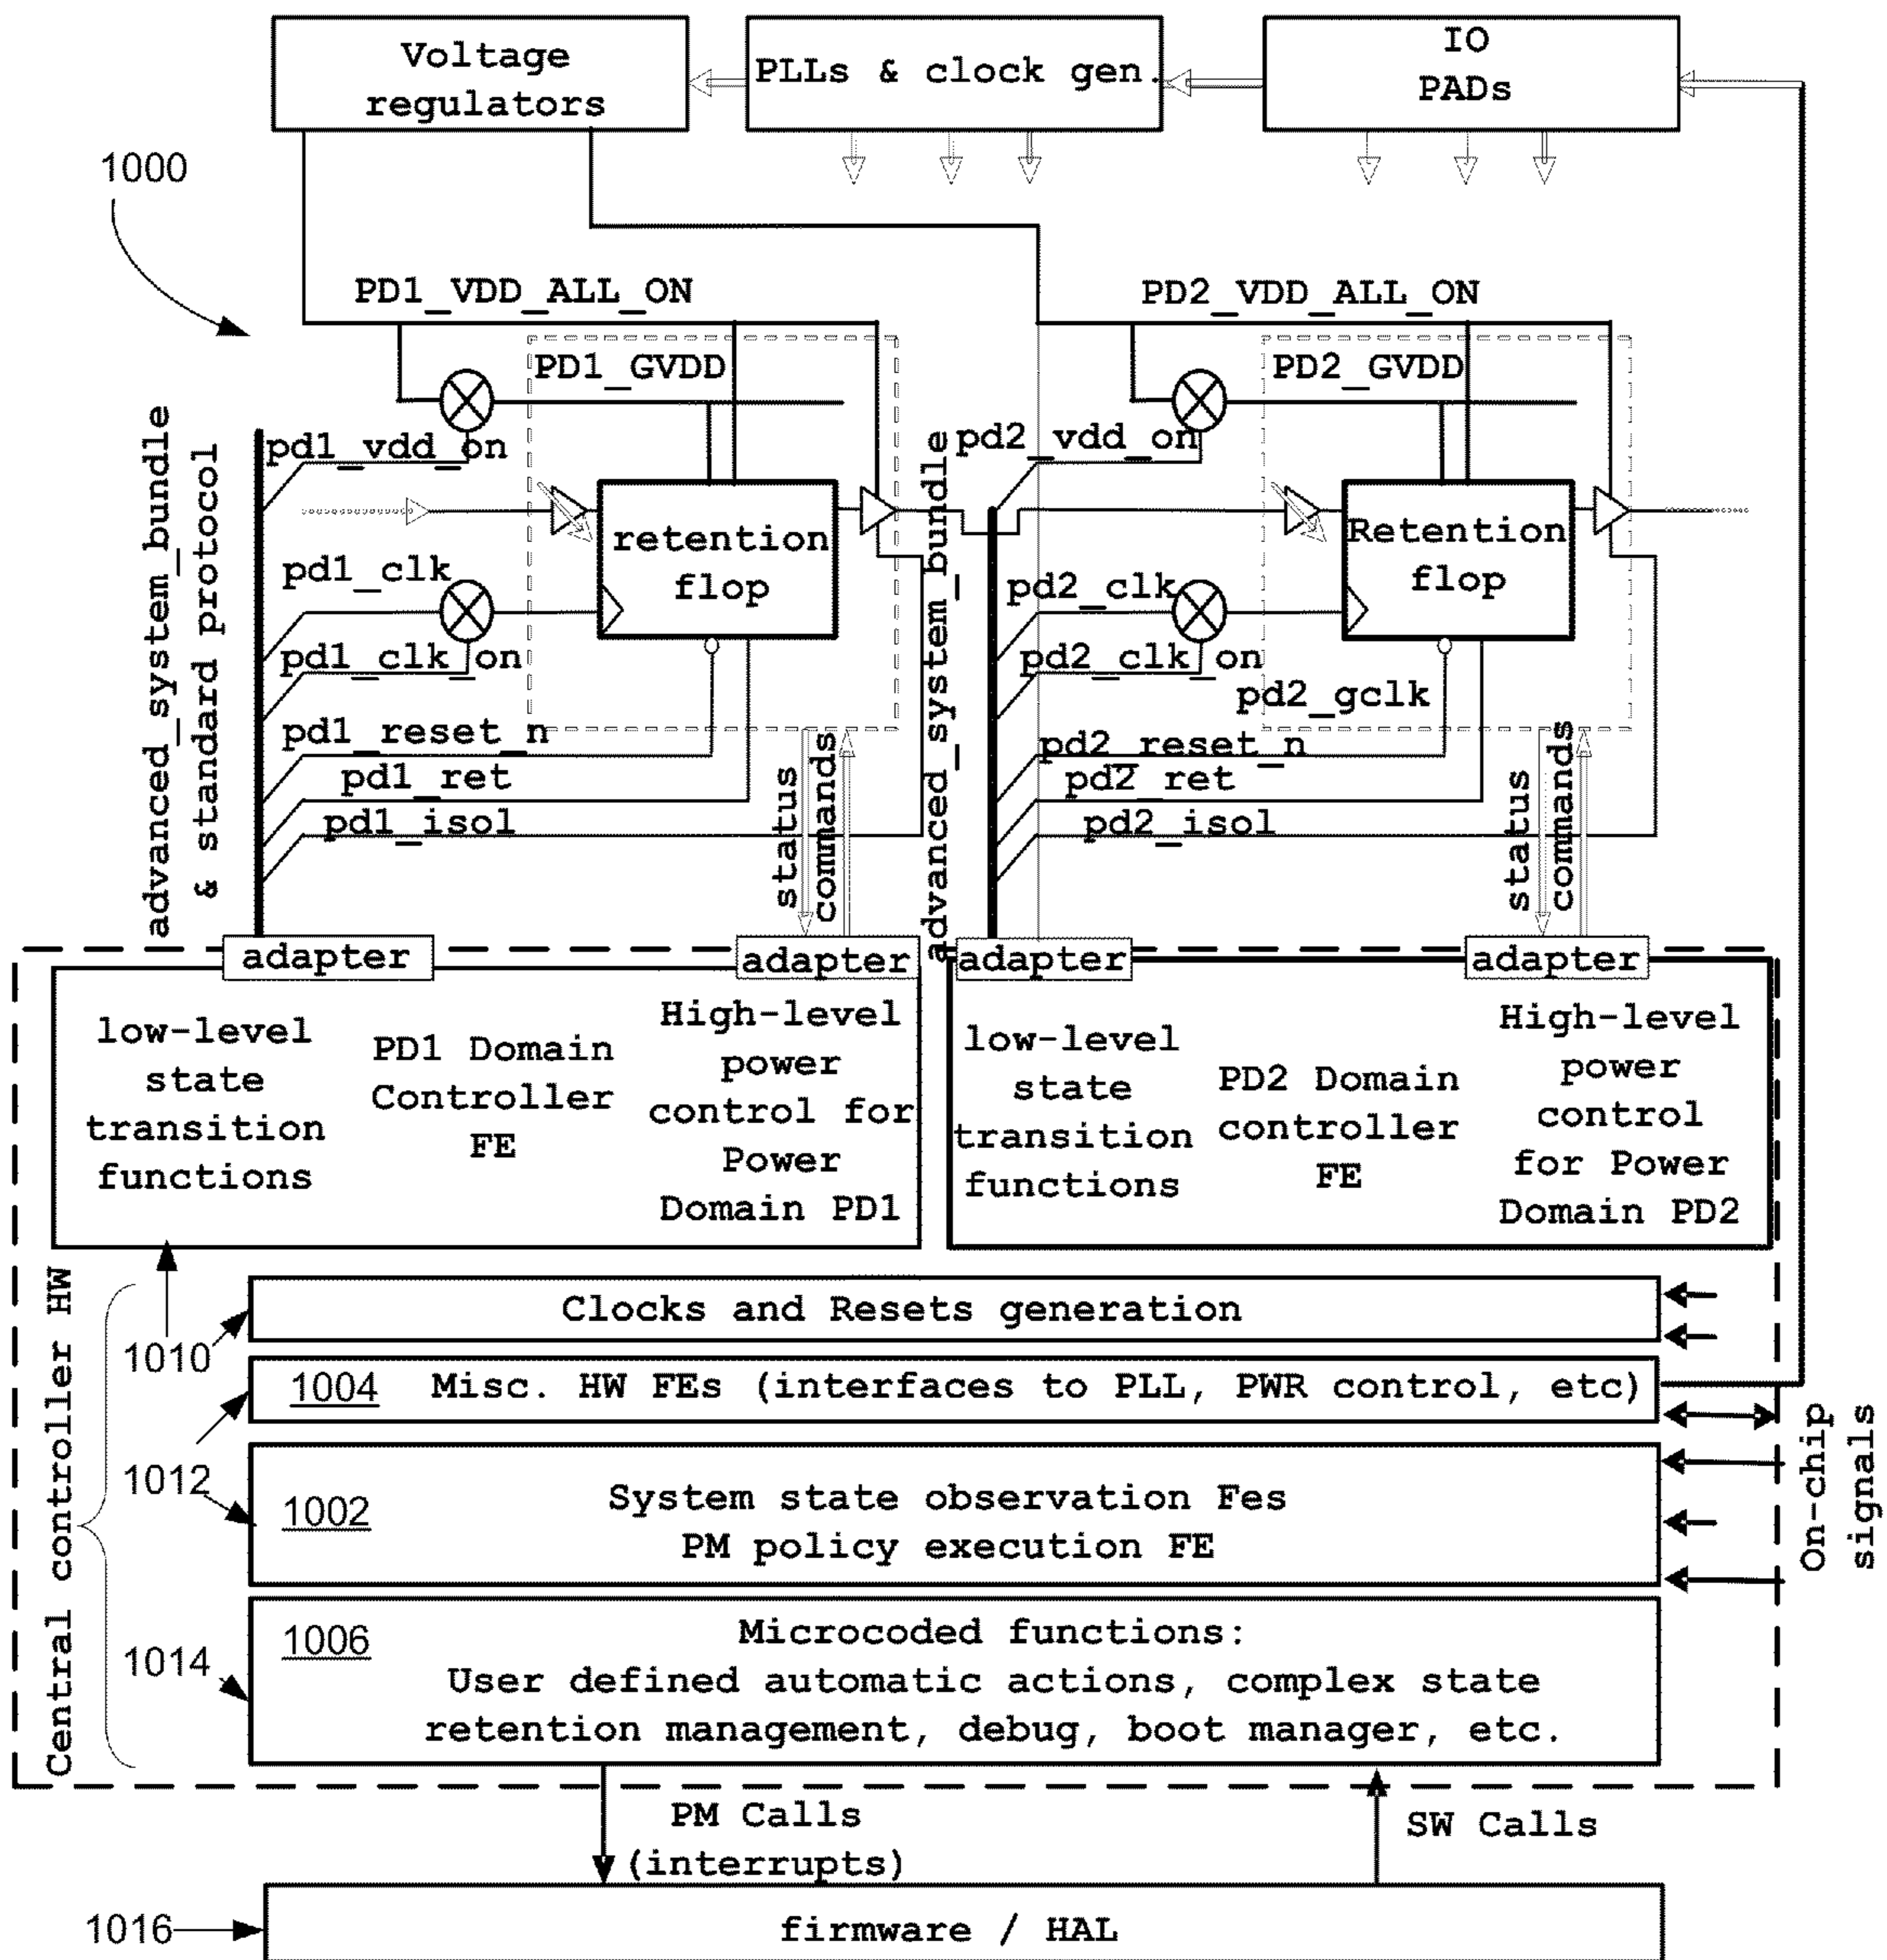 Voltage
regulators
PLLs & clock gen.
IO
PADs
1000
PD1_VDD_ALL_ON
PD2_VDD_ALL_ON
PD1_GVDD
PD2_GVDD
advanced_system_bundle
& standard protocol
pd1_vdd_on
advanced_system_bundle
pd2_vdd_on
retention
flop
Retention
flop
pd1_clk
pd2_clk
pd1_clk_on
pd2_clk_on
pd2_gclk
pd1_reset_n
pd2_reset_n
pd1_ret
pd2_ret
pd1_isol
pd2_isol
status
commands
status
commands
adapter
adapter
adapter
adapter
low-level
state
transition
functions
PD1 Domain
Controller
FE
High-level
power
control for
Power
Domain PD1
low-level
state
transition
functions
PD2 Domain
controller
FE
High-level
power
control
for Power
Domain PD2
Central controller HW
Clocks and Resets generation
1010
1004 Misc. HW FEs (interfaces to PLL, PWR control, etc)
1012
1002
System state observation Fes
PM policy execution FE
On-chip
signals
1014
1006
Microcoded functions:
User defined automatic actions, complex state
retention management, debug, boot manager, etc.
PM Calls
(interrupts)
SW Calls
1016
firmware / HAL